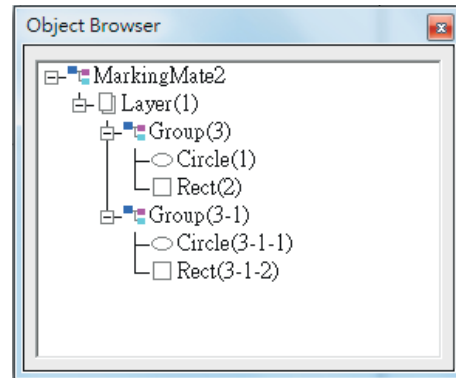 Object Browser
MarkingMate2
Layer(1)
Group(3)
Circle(1)
Rect(2)
Group(3-1)
Circle(3-1-1)
Rect(3-1-2)